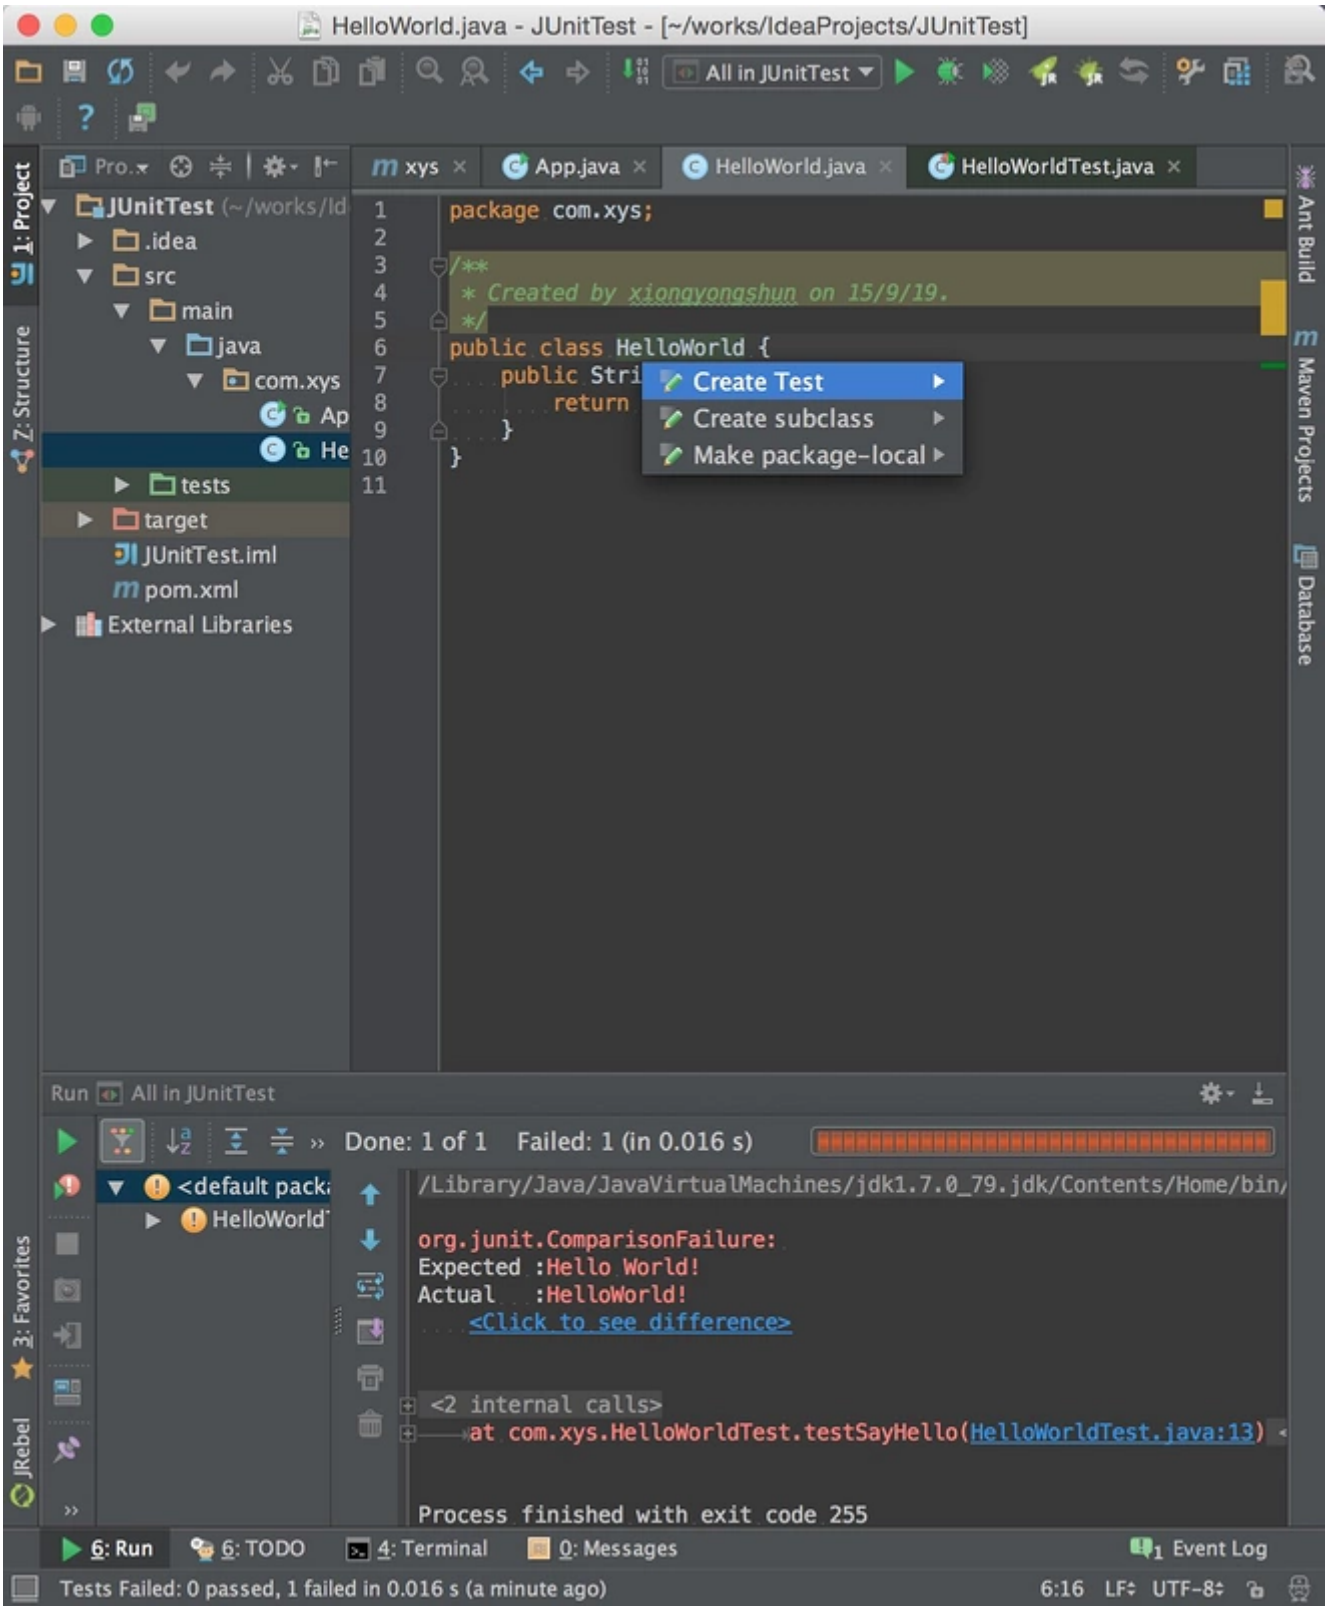 HelloWorld.java - JUnitTest - [~/works/IdeaProjects/JUnitTest]
All in JUnitTest
?
1: Project
Z: Structure
3: Favorites
JRebel
Pro..
JUnitTest (~/works/Id
.idea
src
main
java
com.xys
Ap
He
tests
target
JUnitTest.iml
m pom.xml
External Libraries
m xys ×
App.java ×
HelloWorld.java ×
HelloWorldTest.java ×
1 package com.xys;
2
3 /**
4 * Created by xiongyongshun on 15/9/19.
5 */
6 public class HelloWorld {
7 public Stri
8 return
9 }
10 }
11
Create Test
Create subclass
Make package-local
Ant Build
m Maven Projects
Database
Run All in JUnitTest
Done: 1 of 1 Failed: 1 (in 0.016 s)
<default packa
HelloWorldT
/Library/Java/JavaVirtualMachines/jdk1.7.0_79.jdk/Contents/Home/bin/
org.junit.ComparisonFailure:
Expected :Hello World!
Actual :HelloWorld!
<Click to see difference>
<2 internal calls>
at com.xys.HelloWorldTest.testSayHello(HelloWorldTest.java:13) <
Process finished with exit code 255
6: Run
6: TODO
4: Terminal
0: Messages
1 Event Log
Tests Failed: 0 passed, 1 failed in 0.016 s (a minute ago)
6:16 LF UTF-8